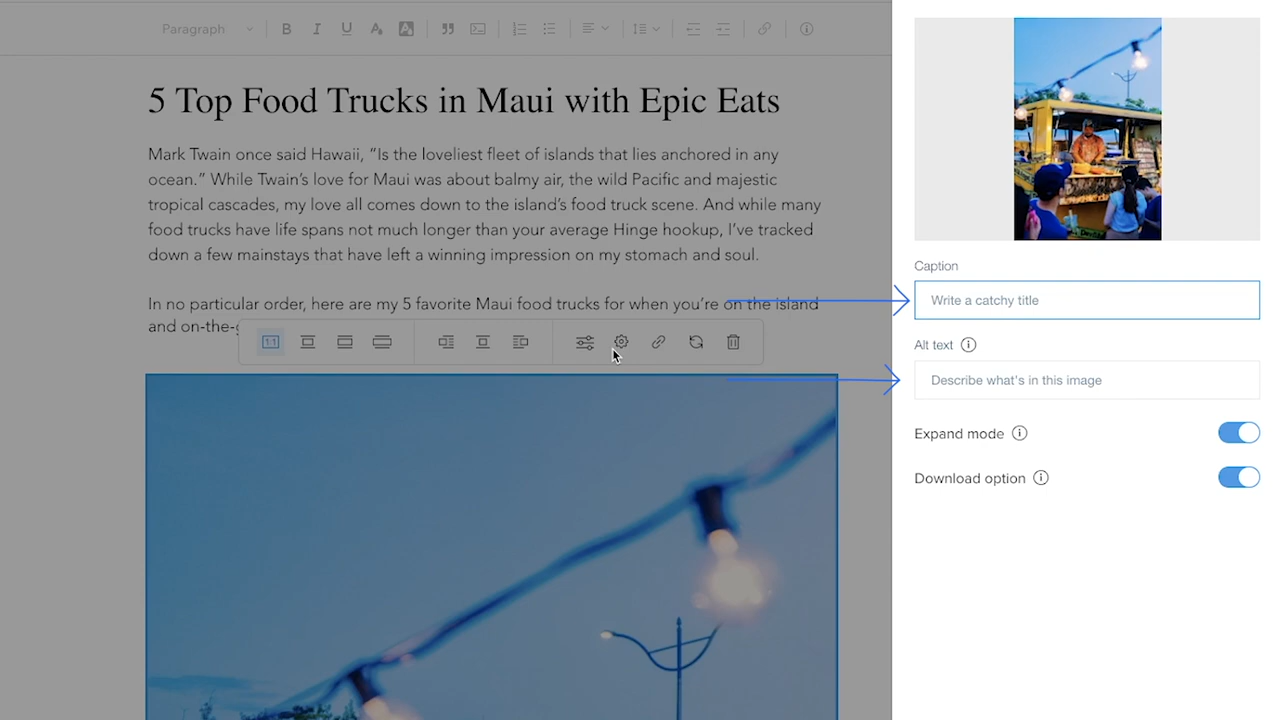 Paragraph
B I U A A
5 Top Food Trucks in Maui with Epic Eats
Mark Twain once said Hawaii, “Is the loveliest fleet of islands that lies anchored in any
ocean.” While Twain’s love for Maui was about balmy air, the wild Pacific and majestic
tropical cascades, my love all comes down to the island’s food truck scene. And while many
food trucks have life spans not much longer than your average Hinge hookup, I’ve tracked
down a few mainstays that have left a winning impression on my stomach and soul.
In no particular order, here are my 5 favorite Maui food trucks for when you’re on the island
and on-the-
1:1
Caption
Write a catchy title
Alt text
Describe what's in this image
Expand mode
Download option